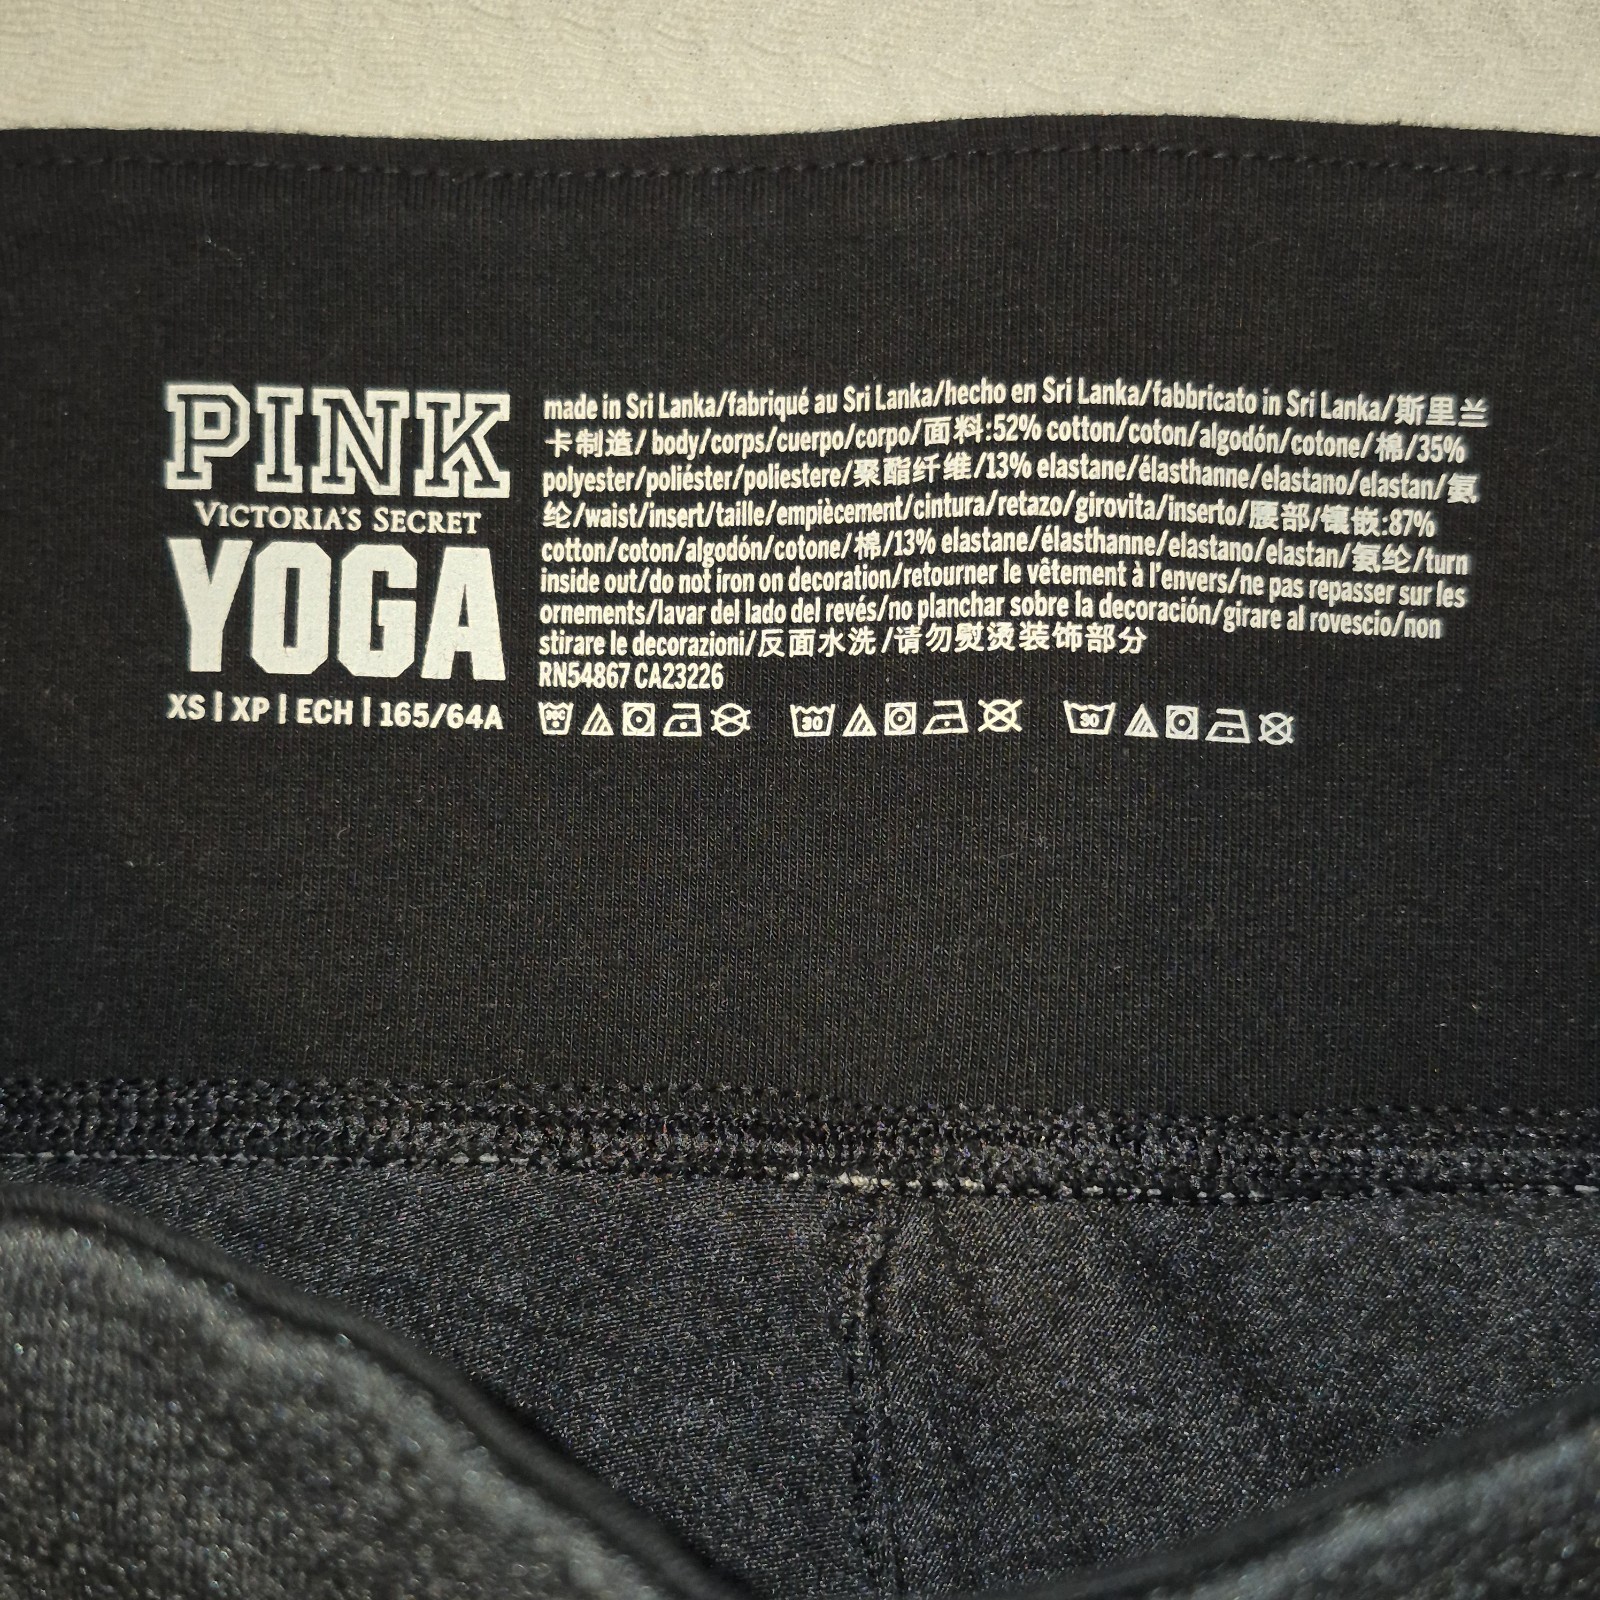 PINK
VICTORIA'S SECRET
YOGA
XS | XP | ECH | 165/64A
made in Sri Lanka/fabriqué au Sri Lanka/hecho en Sri Lanka/fabbricato in Sri Lanka/斯里兰
卡制造/ body/corps/cuerpo/corpo/面料:52% cotton/coton/algodón/cotone/棉/35%
polyester/poliéster/poliestere/聚酯纤维/13% elastane/élasthanne/elastano/elastan/氨
纶/waist/insert/taille/empiècement/cintura/retazo/girovita/inserto/腰部/镶嵌:87%
cotton/coton/algodón/cotone/棉/13% elastane/élasthanne/elastano/elastan/氨纶/turn
inside out/do not iron on decoration/retourner le vêtement à l'envers/ne pas repasser sur les
ornements/lavar del lado del revés/no planchar sobre la decoración/girare al rovescio/non
stirare le decorazioni/反面水洗/请勿熨烫装饰部分
RN54867 CA23226
30 30